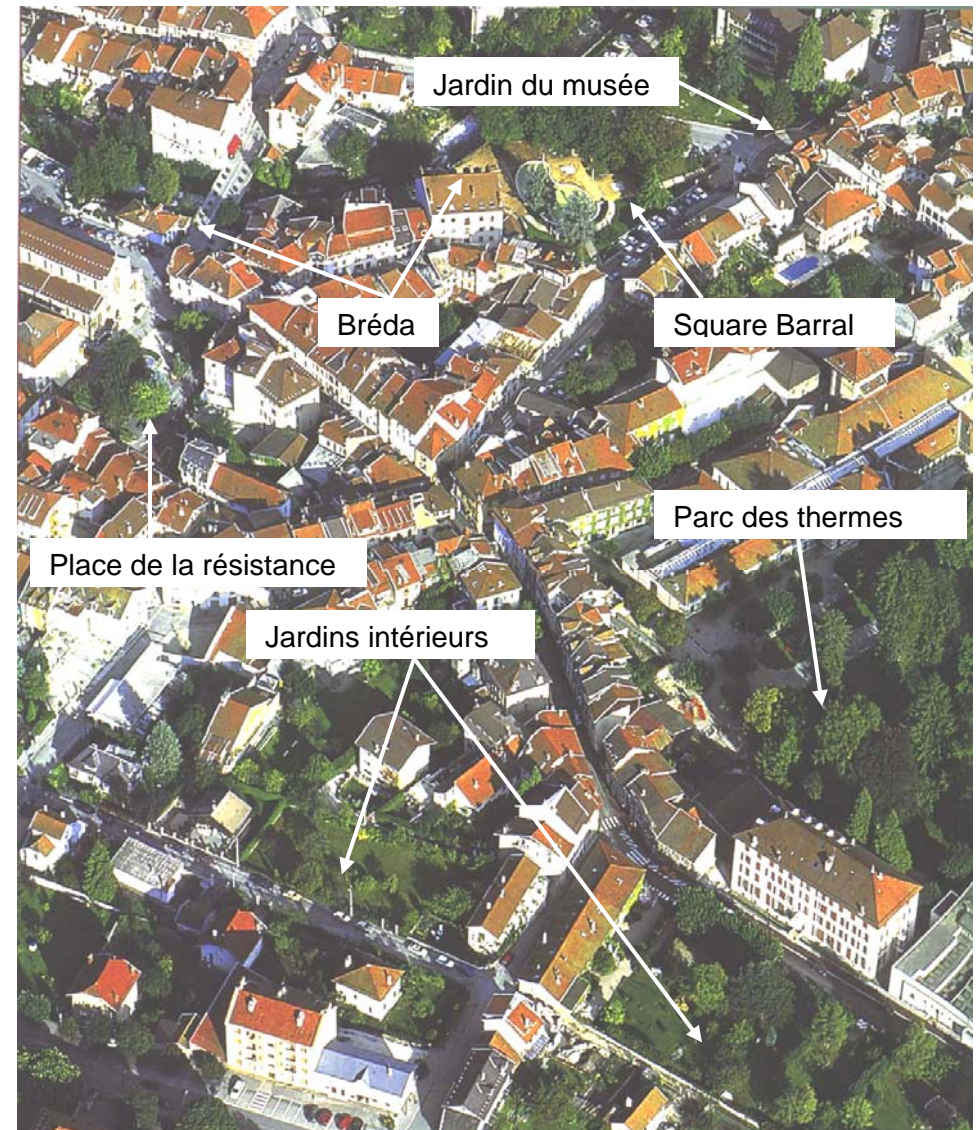 Jardin du musée
Bréda
Square Barral
Parc des thermes
Place de la résistance
Jardins intérieurs